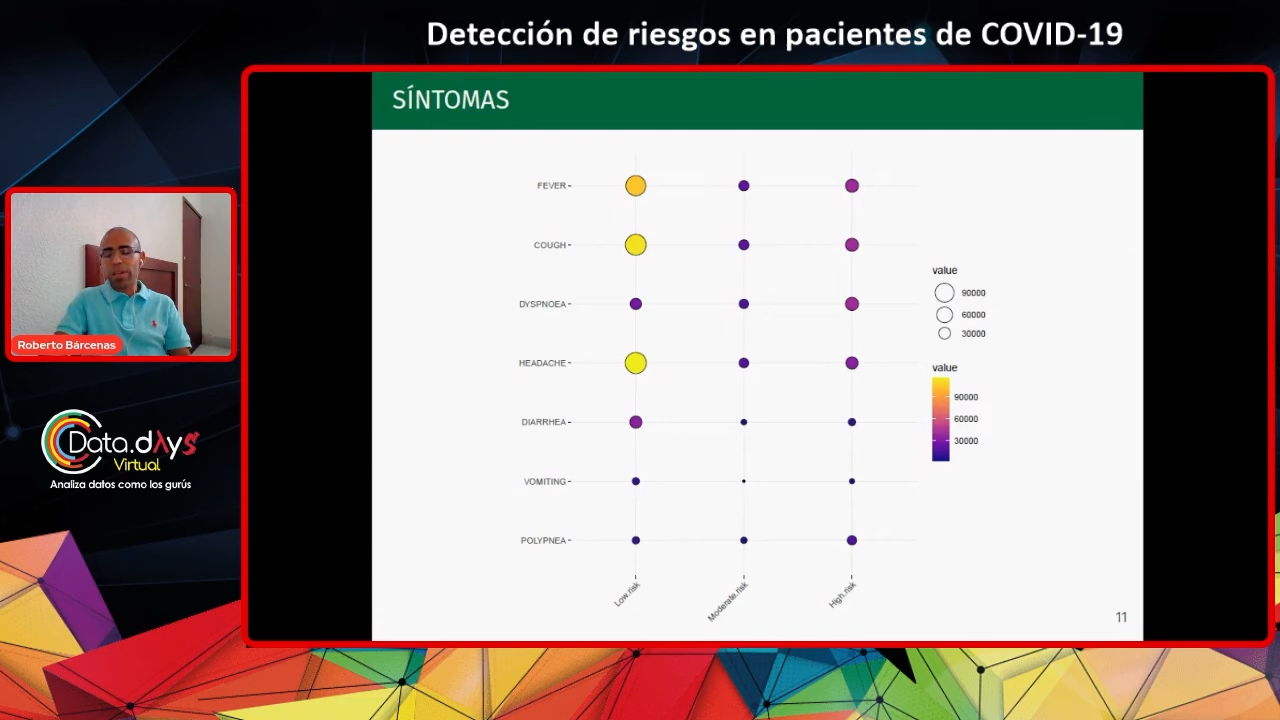 Detección de riesgos en pacientes de COVID-19
SÍNTOMAS
FEVER
COUGH
DYSPNOEA
HEADACHE
DIARRHEA
VOMITING
POLYPNEA
Low.risk
Moderate.risk
High.risk
value
90000
60000
30000
value
90000
60000
30000
11
Roberto Bárcenas
Data.dAys
Virtual
Analiza datos como los gurús